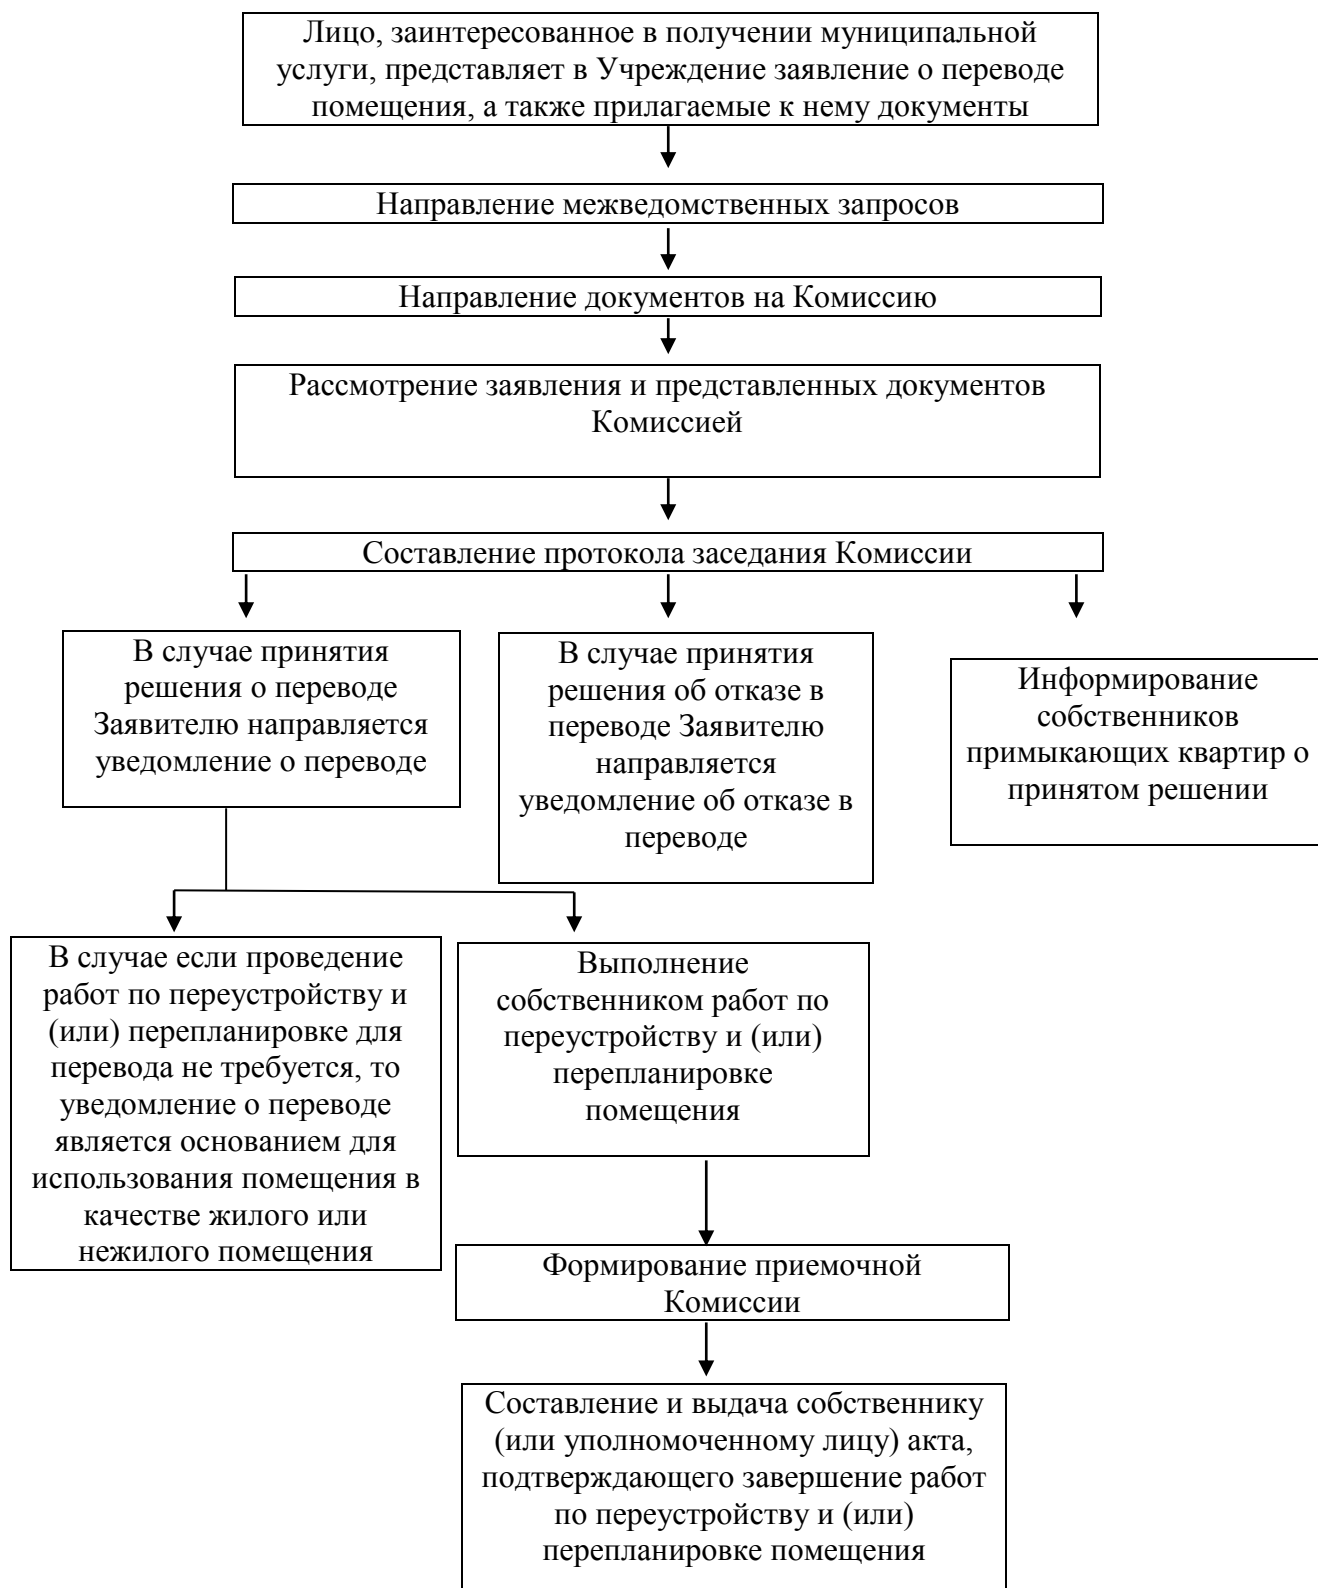 Лицо, заинтересованное в получении муниципальной
услуги, представляет в Учреждение заявление о переводе
помещения, а также прилагаемые к нему документы
Направление межведомственных запросов
Направление документов на Комиссию
Рассмотрение заявления и представленных документов
Комиссией
Составление протокола заседания Комиссии
В случае принятия
решения о переводе
Заявителю направляется
уведомление о переводе
В случае принятия
решения об отказе в
переводе Заявителю
направляется
уведомление об отказе в
переводе
Информирование
собственников
примыкающих квартир о
принятом решении
В случае если проведение
работ по переустройству и
(или) перепланировке для
перевода не требуется, то
уведомление о переводе
является основанием для
использования помещения в
качестве жилого или
нежилого помещения
Выполнение
собственником работ по
переустройству и (или)
перепланировке
помещения
Формирование приемочной
Комиссии
Составление и выдача собственнику
(или уполномоченному лицу) акта,
подтверждающего завершение работ
по переустройству и (или)
перепланировке помещения